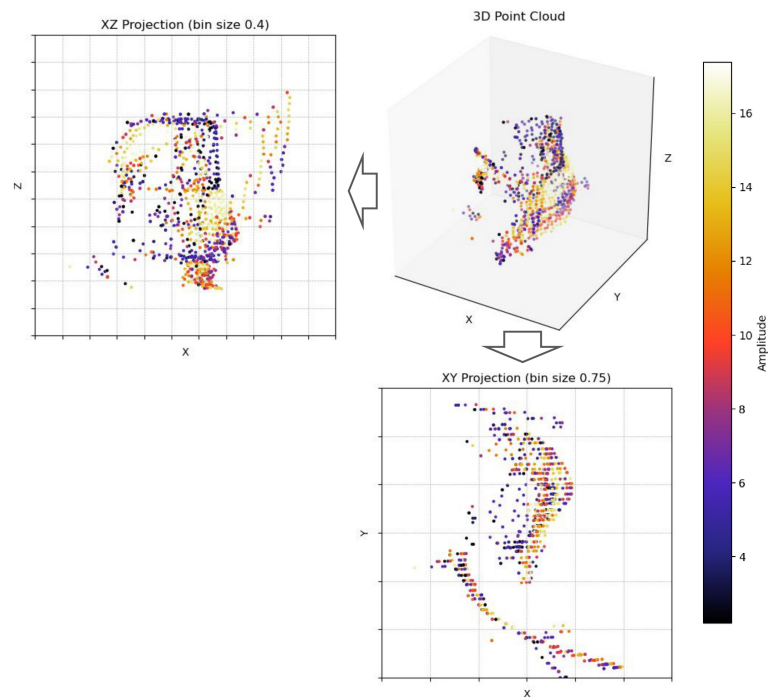 3D Point Cloud
XZ Projection (bin size 0.4)
Z
X
Z
Y
X
16
14
12
10
8
6
4
Amplitude
XY Projection (bin size 0.75)
Y
X